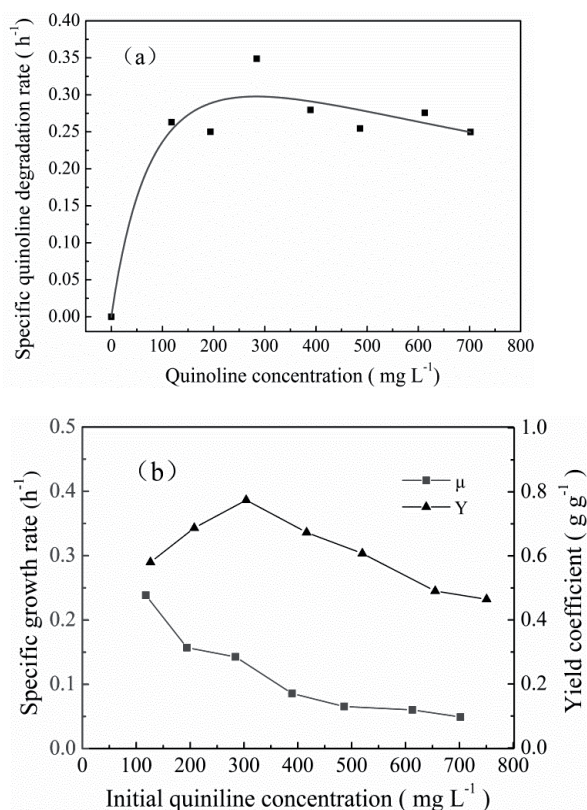 (a)
Specific quinoline degradation rate ( h-1)
0.40
0.35
0.30
0.25
0.20
0.15
0.10
0.05
0.00
0 100 200 300 400 500 600 700 800
Quinoline concentration ( mg L-1)
(b)
Specific growth rate (h-1)
0.5
0.4
0.3
0.2
0.1
0.0
μ
Y
1.0
0.8
0.6
0.4
0.2
0.0
Yield coefficient ( g g-1)
0 100 200 300 400 500 600 700 800
Initial quiniline concentration ( mg L-1)